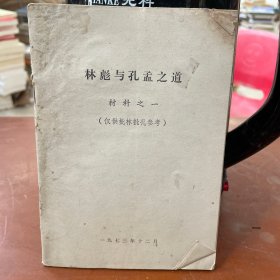 林彪与孔孟之道
材料之一
（仅供批林批孔参考）
一九七三年十二月